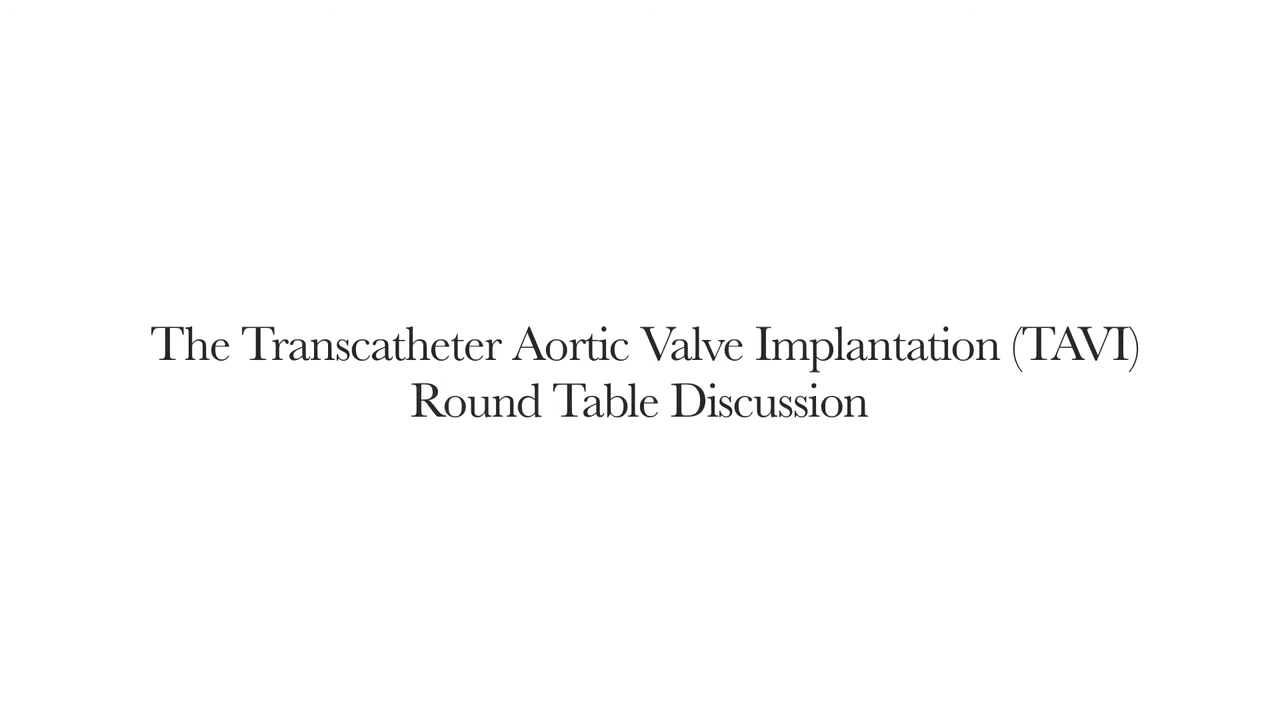 The Transcatheter Aortic Valve Implantation (TAVI)
Round Table Discussion